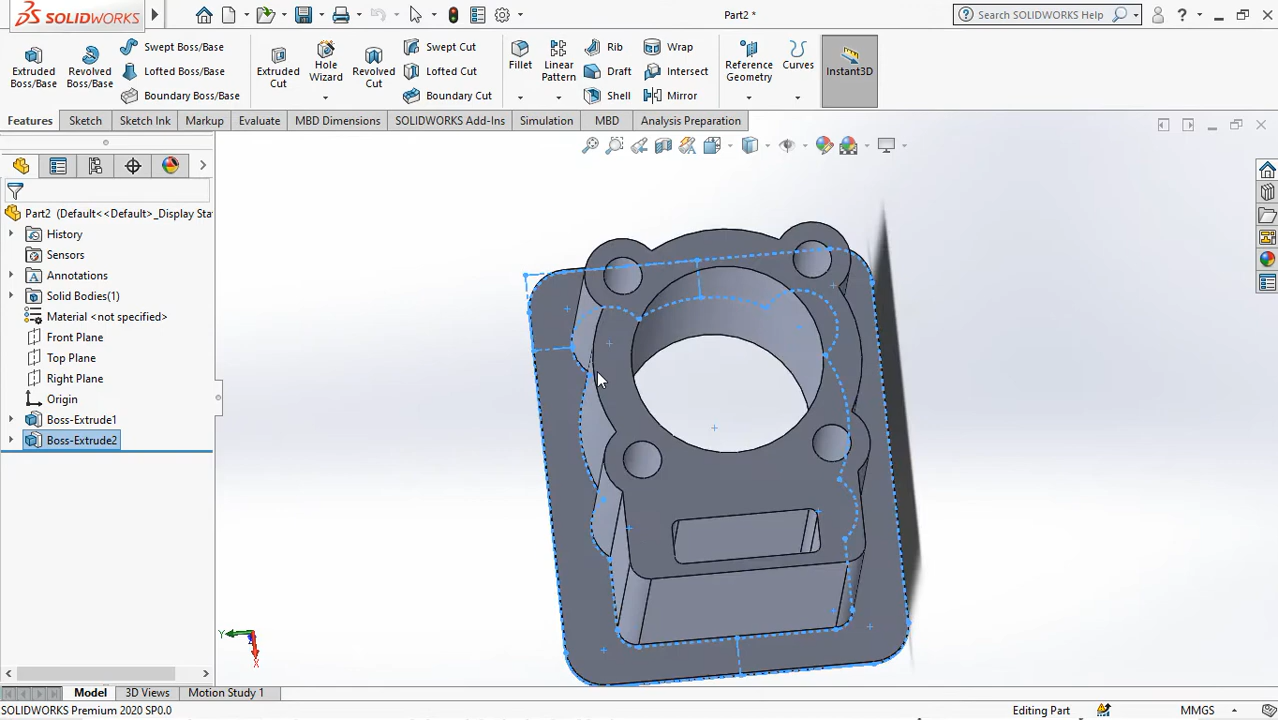 SOLIDWORKS
Part2 *
Search SOLIDWORKS Help
Extruded Boss/Base
Revolved Boss/Base
Swept Boss/Base
Lofted Boss/Base
Boundary Boss/Base
Extruded Cut
Hole Wizard
Revolved Cut
Swept Cut
Lofted Cut
Boundary Cut
Fillet
Linear Pattern
Rib
Draft
Shell
Wrap
Intersect
Mirror
Reference Geometry
Curves
Instant3D
Features
Sketch
Sketch Ink
Markup
Evaluate
MBD Dimensions
SOLIDWORKS Add-Ins
Simulation
MBD
Analysis Preparation
Part2 (Default<<Default>_Display Sta
History
Sensors
Annotations
Solid Bodies(1)
Material <not specified>
Front Plane
Top Plane
Right Plane
Origin
Boss-Extrude1
Boss-Extrude2
Y
X
Model
3D Views
Motion Study 1
SOLIDWORKS Premium 2020 SP0.0
Editing Part
MMGS